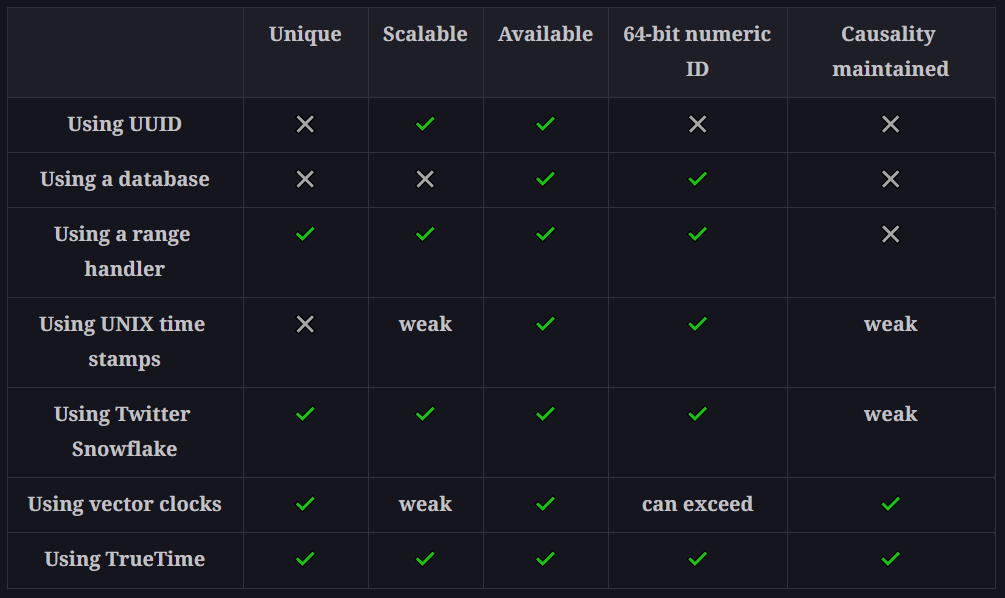 Unique Scalable Available 64-bit numeric Causality
ID maintained
Using UUID ✕ ✓ ✓ ✕ ✕
Using a database ✕ ✕ ✓ ✓ ✕
Using a range ✓ ✓ ✓ ✓ ✕
handler
Using UNIX time ✕ weak ✓ ✓ weak
stamps
Using Twitter ✓ ✓ ✓ ✓ weak
Snowflake
Using vector clocks ✓ weak ✓ can exceed ✓
Using TrueTime ✓ ✓ ✓ ✓ ✓